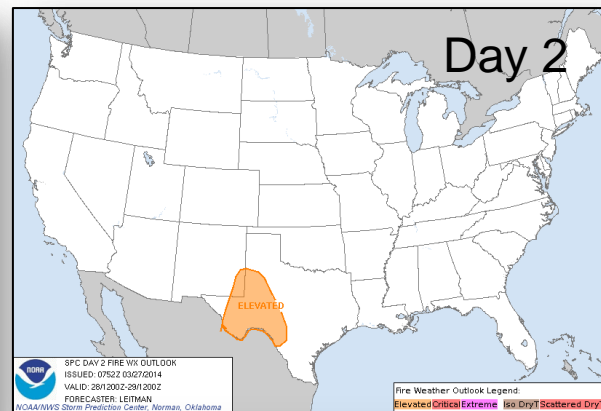 Day 2
ELEVATED
NOAA
SPC DAY 2 FIRE WX OUTLOOK
ISSUED: 0752Z 03/27/2014
VALID: 28/1200Z-29/1200Z
FORECASTER: LEITMAN
NOAA/NWS Storm Prediction Center, Norman, Oklahoma
Fire Weather Outlook Legend:
Elevated Critical Extreme Iso DryT Scattered DryT